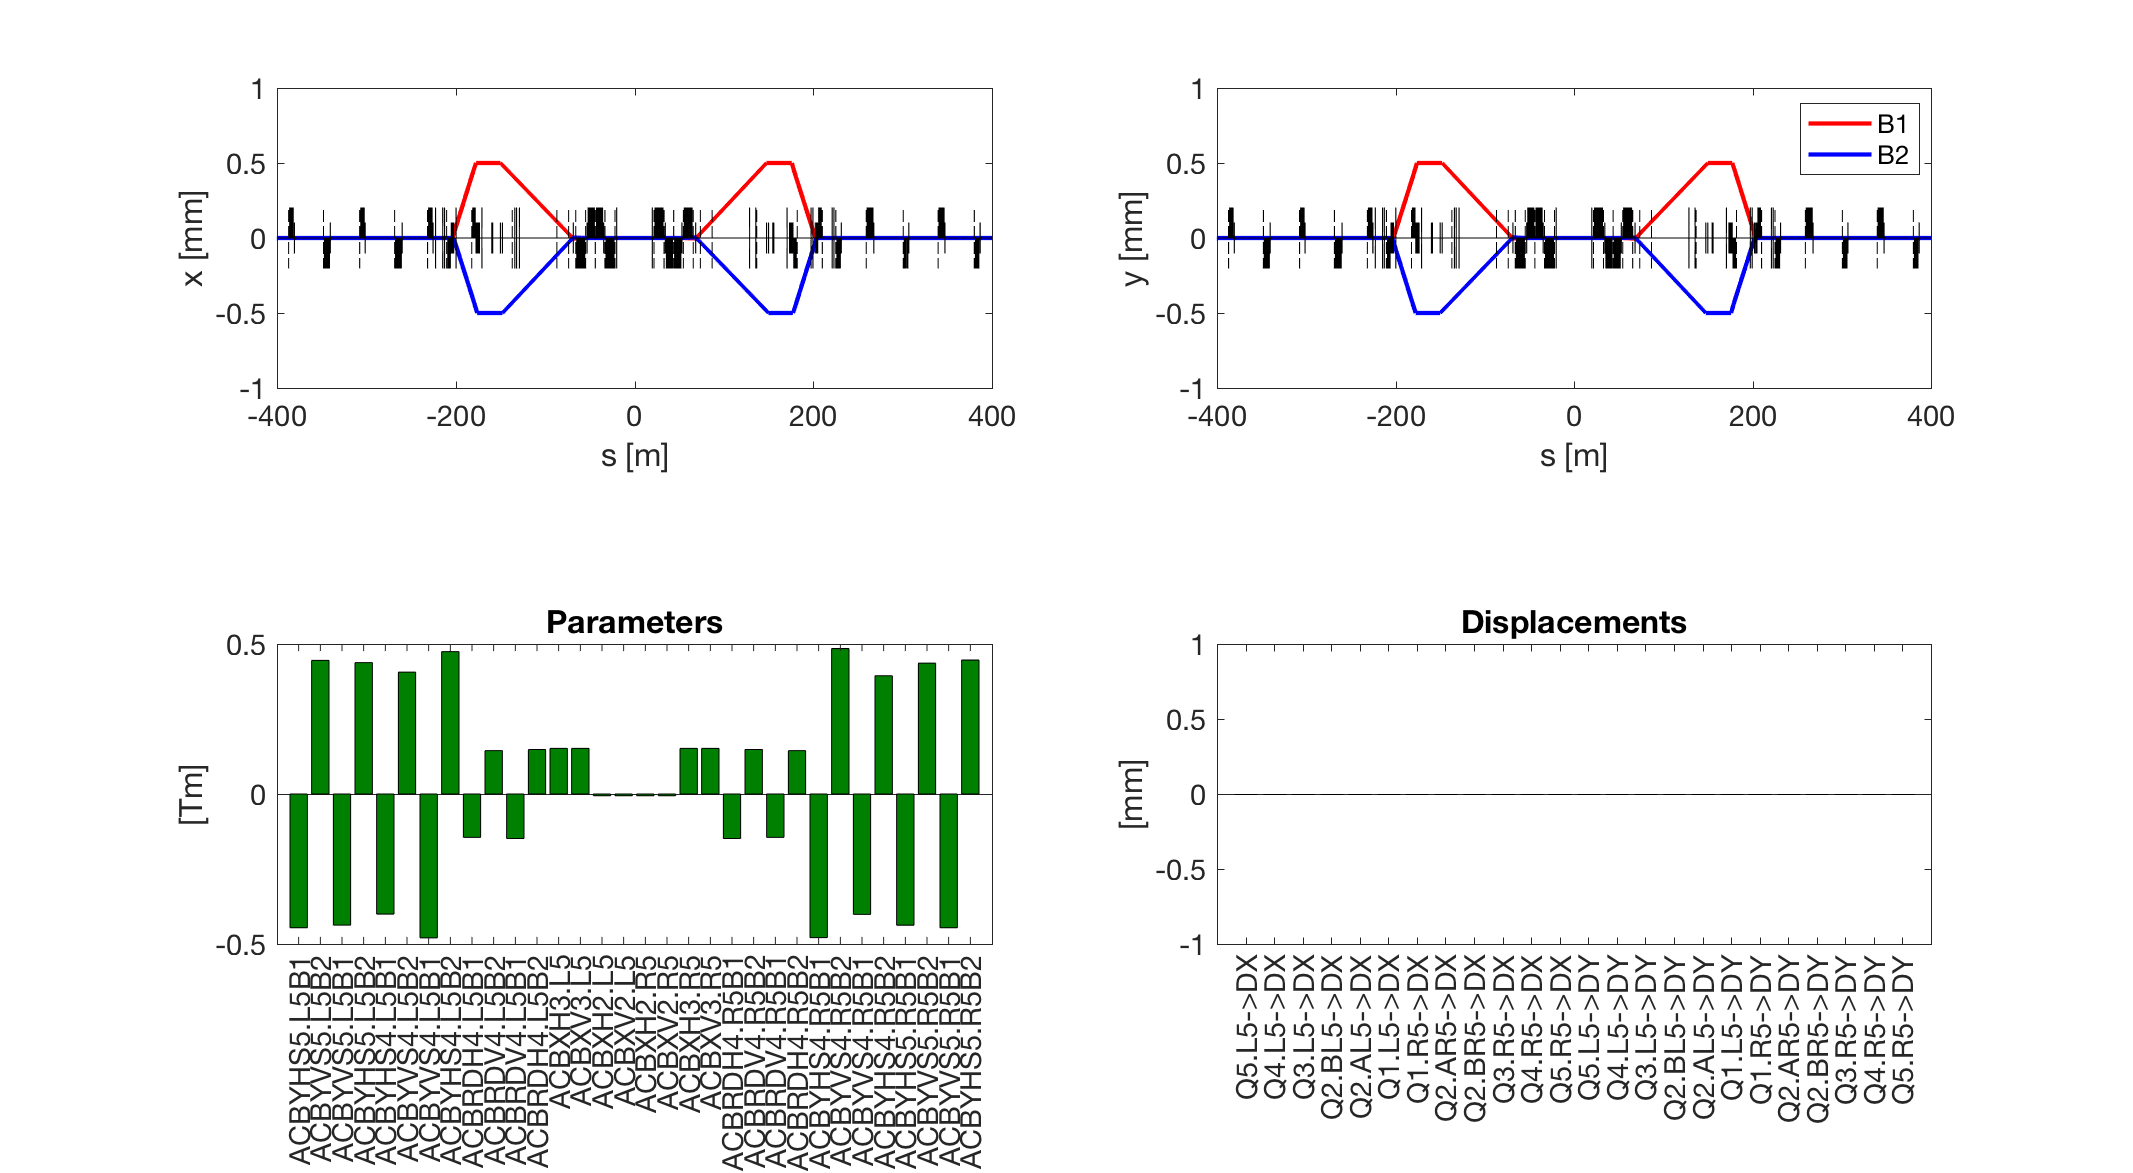 1
0.5
0
-0.5
-1
x [mm]
-400
-200
0
200
400
s [m]
1
0.5
0
-0.5
-1
y [mm]
B1
B2
-400
-200
0
200
400
s [m]
Parameters
0.5
0
-0.5
[Tm]
ACBYHS5.L5B1
ACBYVS5.L5B2
ACBYVS5.L5B1
ACBYHS5.L5B2
ACBYHS4.L5B1
ACBYVS4.L5B2
ACBYVS4.L5B1
ACBYHS4.L5B2
ACBRDH4.L5B1
ACBRDV4.L5B2
ACBRDV4.L5B1
ACBRDH4.L5B2
ACBXH3.L5
ACBXV3.L5
ACBXH2.L5
ACBXV2.L5
ACBXH2.R5
ACBXV2.R5
ACBXH3.R5
ACBXV3.R5
ACBRDH4.R5B1
ACBRDV4.R5B2
ACBRDV4.R5B1
ACBRDH4.R5B2
ACBYHS4.R5B1
ACBYVS4.R5B2
ACBYVS4.R5B1
ACBYHS4.R5B2
ACBYHS5.R5B1
ACBYVS5.R5B2
ACBYVS5.R5B1
ACBYHS5.R5B2
Displacements
1
0.5
0
-0.5
-1
[mm]
Q5.L5->DX
Q4.L5->DX
Q3.L5->DX
Q2.BL5->DX
Q2.AL5->DX
Q1.L5->DX
Q1.R5->DX
Q2.AR5->DX
Q2.BR5->DX
Q3.R5->DX
Q4.R5->DX
Q5.R5->DX
Q5.L5->DY
Q4.L5->DY
Q3.L5->DY
Q2.BL5->DY
Q2.AL5->DY
Q1.L5->DY
Q1.R5->DY
Q2.AR5->DY
Q2.BR5->DY
Q3.R5->DY
Q4.R5->DY
Q5.R5->DY